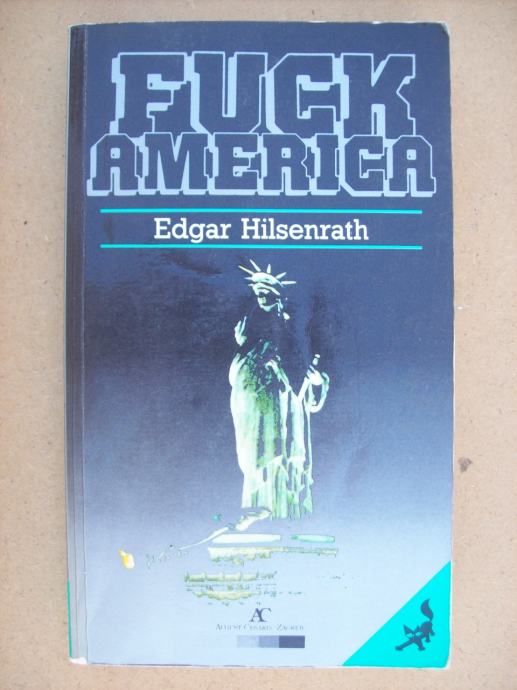 FUCK
AMERICA
Edgar Hilsenrath
AC
AUGUST CESAREC ZAGREB